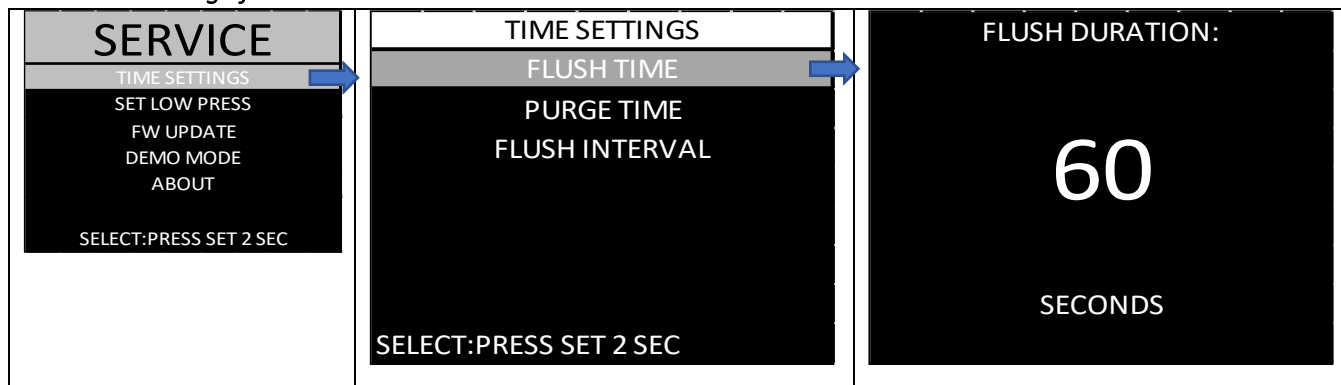 SERVICE
TIME SETTINGS
SET LOW PRESS
FW UPDATE
DEMO MODE
ABOUT
SELECT:PRESS SET 2 SEC
TIME SETTINGS
FLUSH TIME
PURGE TIME
FLUSH INTERVAL
SELECT:PRESS SET 2 SEC
FLUSH DURATION:
60
SECONDS